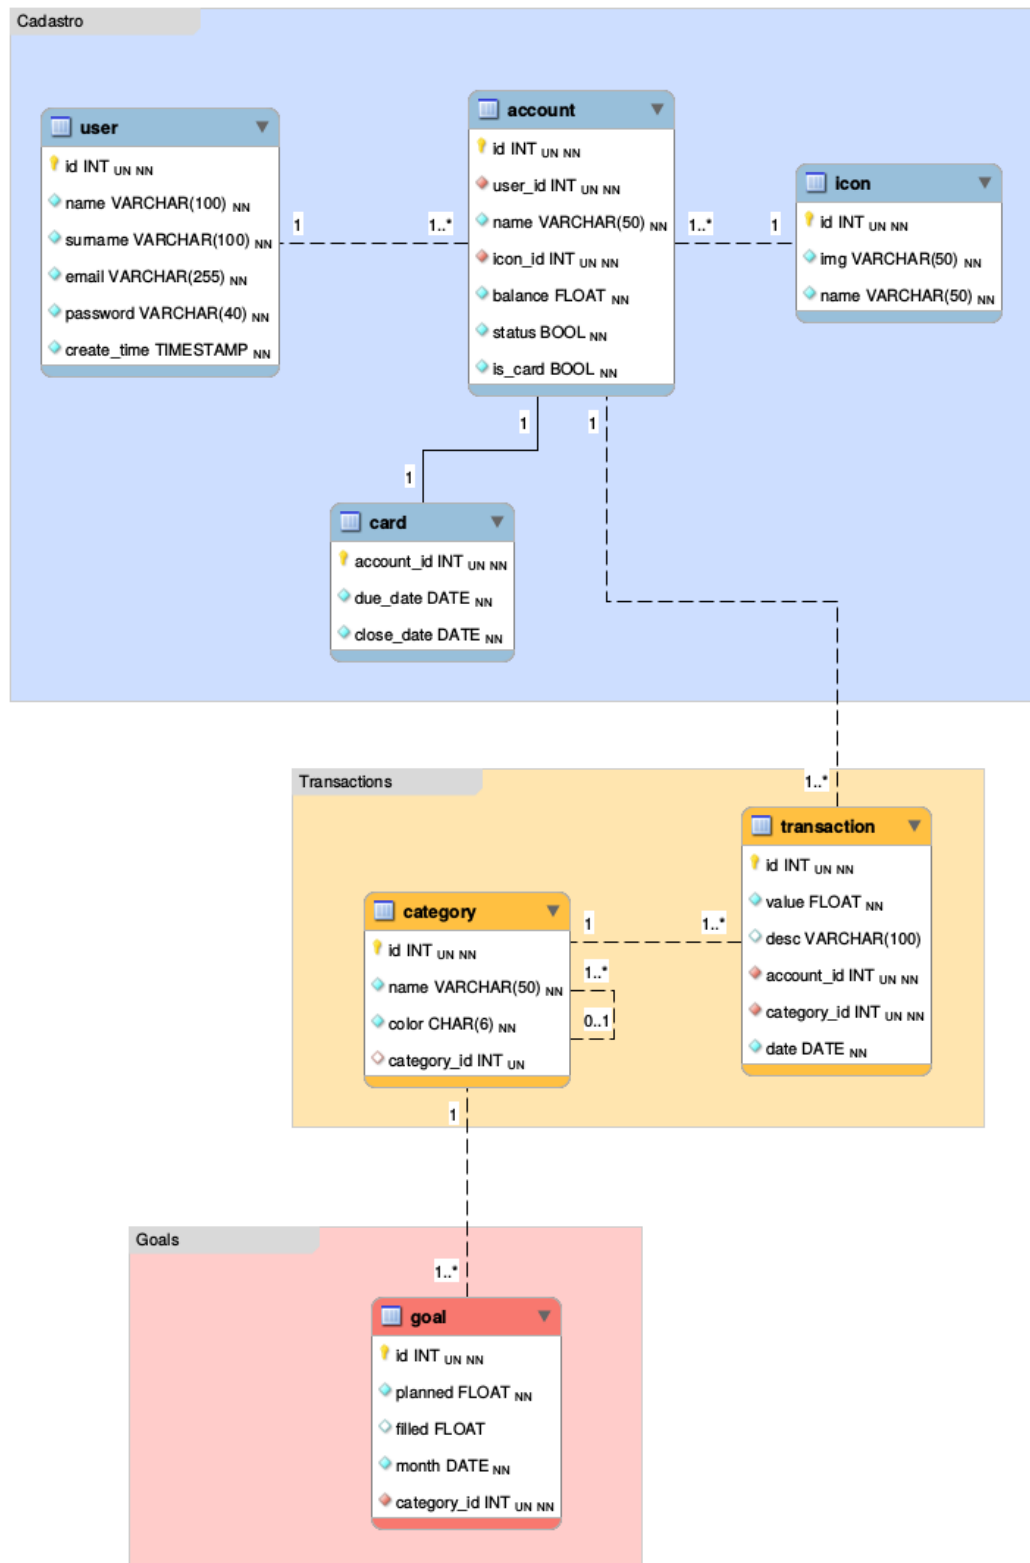 Cadastro
user
id INT UN NN
name VARCHAR(100) NN
surname VARCHAR(100) NN
email VARCHAR(255) NN
password VARCHAR(40) NN
create_time TIMESTAMP NN
1
1..*
account
id INT UN NN
user_id INT UN NN
name VARCHAR(50) NN
icon_id INT UN NN
balance FLOAT NN
status BOOL NN
is_card BOOL NN
1..*
1
icon
id INT UN NN
img VARCHAR(50) NN
name VARCHAR(50) NN
1
1
1
card
account_id INT UN NN
due_date DATE NN
close_date DATE NN
Transactions
1..*
transaction
id INT UN NN
value FLOAT NN
desc VARCHAR(100)
account_id INT UN NN
category_id INT UN NN
date DATE NN
category
id INT UN NN
name VARCHAR(50) NN
color CHAR(6) NN
category_id INT UN
1
1..*
1..*
0..1
1
Goals
1..*
goal
id INT UN NN
planned FLOAT NN
filled FLOAT
month DATE NN
category_id INT UN NN